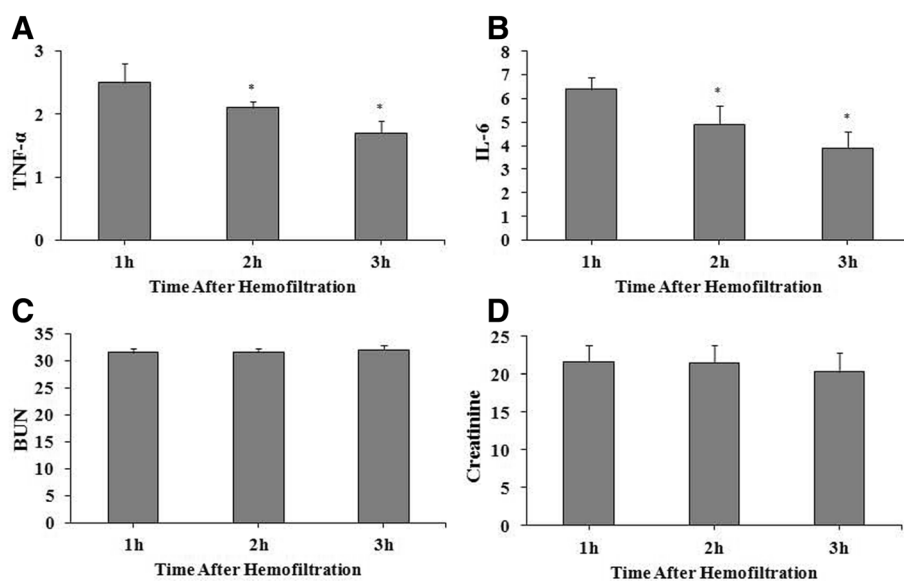 A
3
2
1
0
TNF-α
*
*
1h 2h 3h
Time After Hemofiltration
B
8
7
6
5
4
3
2
1
0
IL-6
*
*
1h 2h 3h
Time After Hemofiltration
C
35
30
25
20
15
10
5
0
BUN
1h 2h 3h
Time After Hemofiltration
D
25
20
15
10
5
0
Creatinine
1h 2h 3h
Time After Hemofiltration